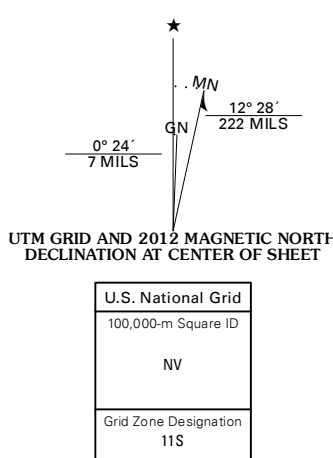 ★
MN
GN
12° 28´
222 MILS
0° 24´
7 MILS
UTM GRID AND 2012 MAGNETIC NORTH
DECLINATION AT CENTER OF SHEET
U.S. National Grid
100,000-m Square ID
NV
Grid Zone Designation
11S